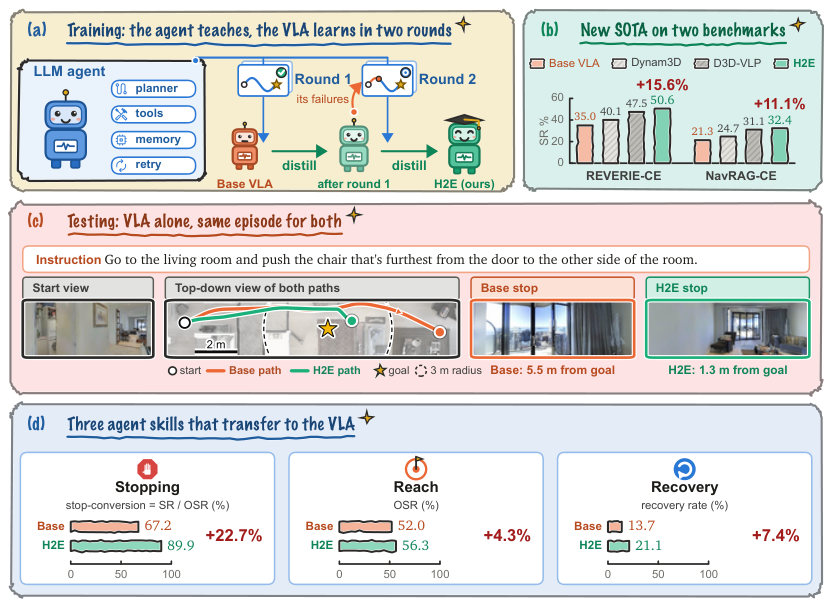 (a) Training: the agent teaches, the VLA learns in two rounds
LLM agent
planner
tools
memory
retry
Round 1
its failures
Round 2
distill
distill
Base VLA
after round 1
H2E (ours)
(b) New SOTA on two benchmarks
Base VLA Dynam3D D3D-VLP H2E
+15.6%
+11.1%
SR %
60
40
20
0
35.0 40.1 47.5 50.6
21.3 24.7 31.1 32.4
REVERIE-CE NavRAG-CE
(c) Testing: VLA alone, same episode for both
Instruction Go to the living room and push the chair that's furthest from the door to the other side of the room.
Start view
Top-down view of both paths
Base stop
H2E stop
2 m
start Base path H2E path goal 3 m radius
Base: 5.5 m from goal
H2E: 1.3 m from goal
(d) Three agent skills that transfer to the VLA
Stopping
stop-conversion = SR / OSR (%)
Base 67.2
H2E 89.9
+22.7%
0 50 100
Reach
OSR (%)
Base 52.0
H2E 56.3
+4.3%
0 50 100
Recovery
recovery rate (%)
Base 13.7
H2E 21.1
+7.4%
0 50 100